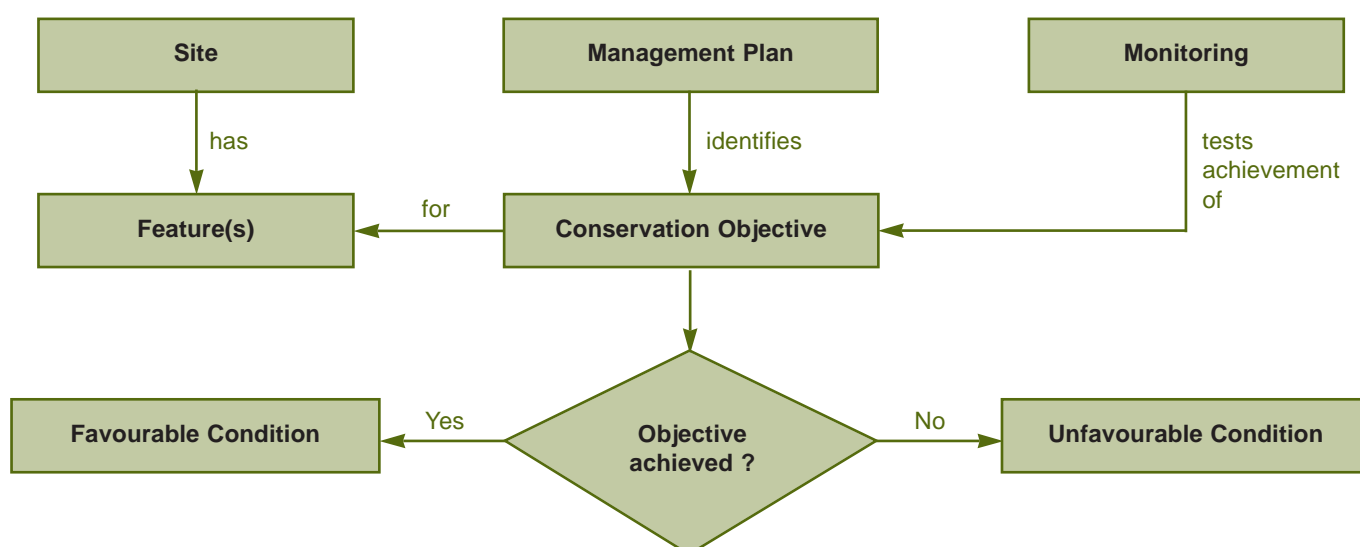 Site
Management Plan
Monitoring
has
identifies
tests
achievement
of
Feature(s)
for
Conservation Objective
Favourable Condition
Yes
Objective
achieved ?
No
Unfavourable Condition